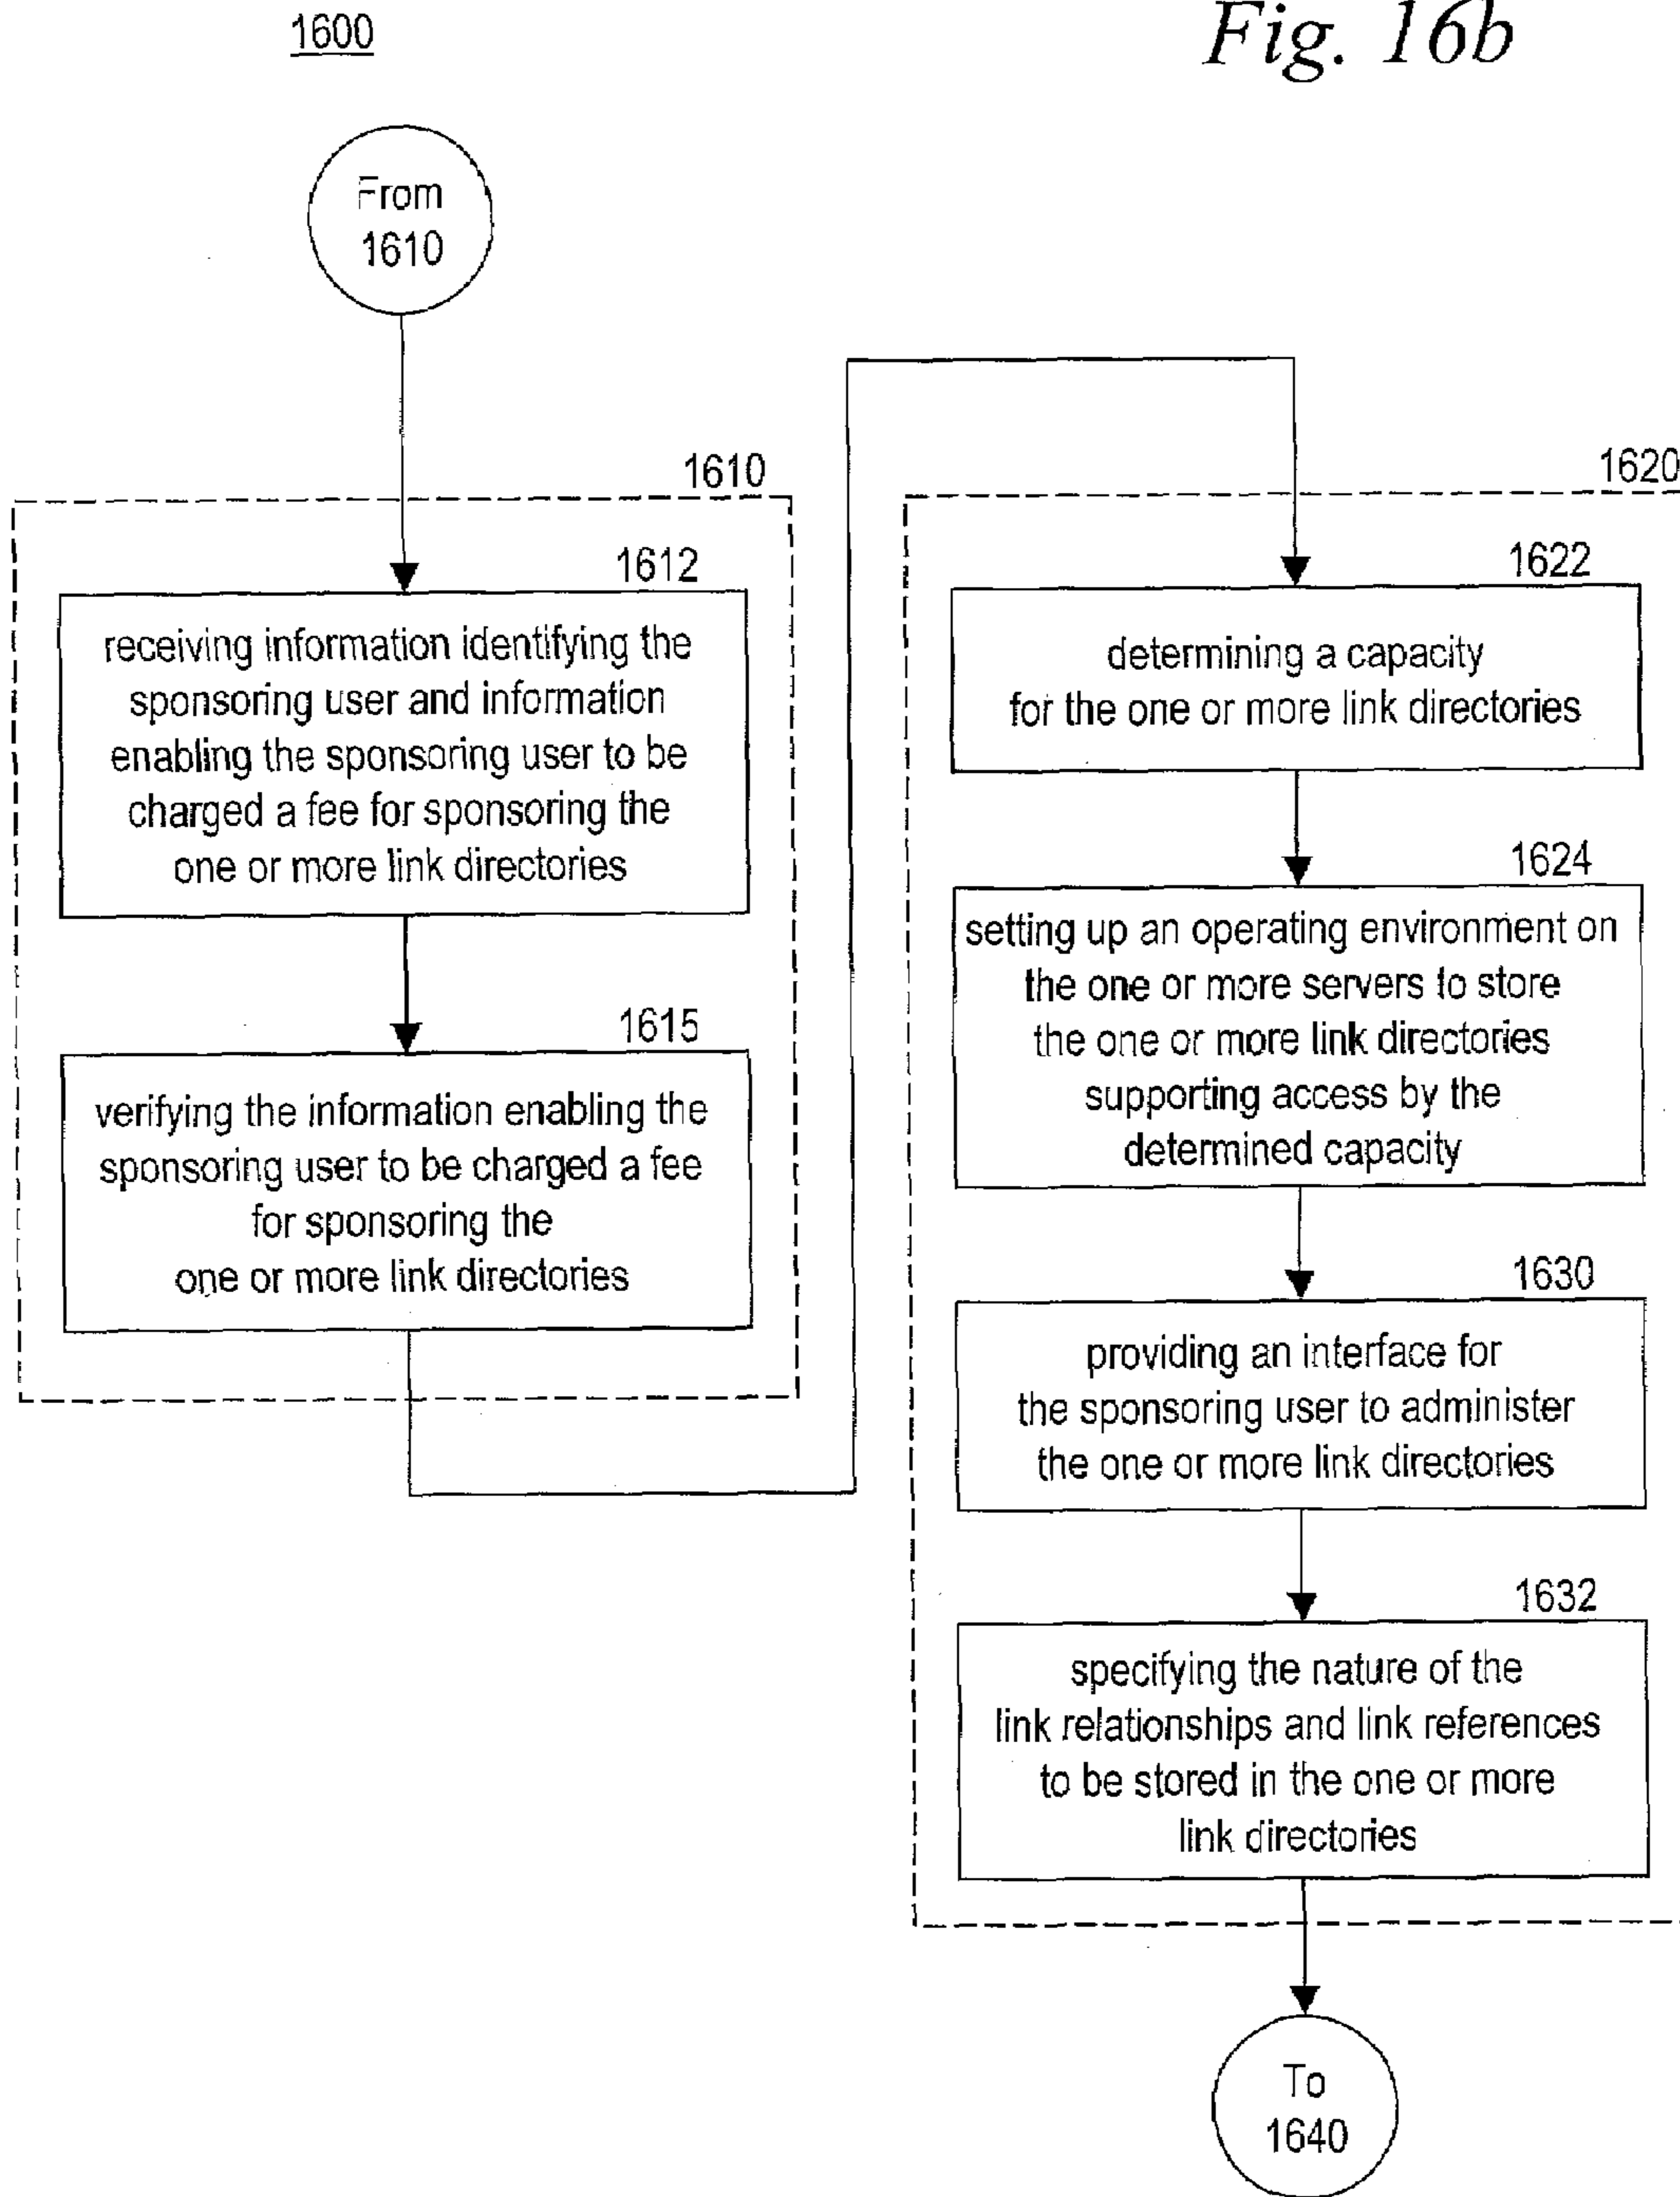 1600
Fig. 16b
From
1610
1610
1612
receiving information identifying the
sponsoring user and information
enabling the sponsoring user to be
charged a fee for sponsoring the
one or more link directories
1615
verifying the information enabling the
sponsoring user to be charged a fee
for sponsoring the
one or more link directories
1620
1622
determining a capacity
for the one or more link directories
1624
setting up an operating environment on
the one or more servers to store
the one or more link directories
supporting access by the
determined capacity
1630
providing an interface for
the sponsoring user to administer
the one or more link directories
1632
specifying the nature of the
link relationships and link references
to be stored in the one or more
link directories
To
1640